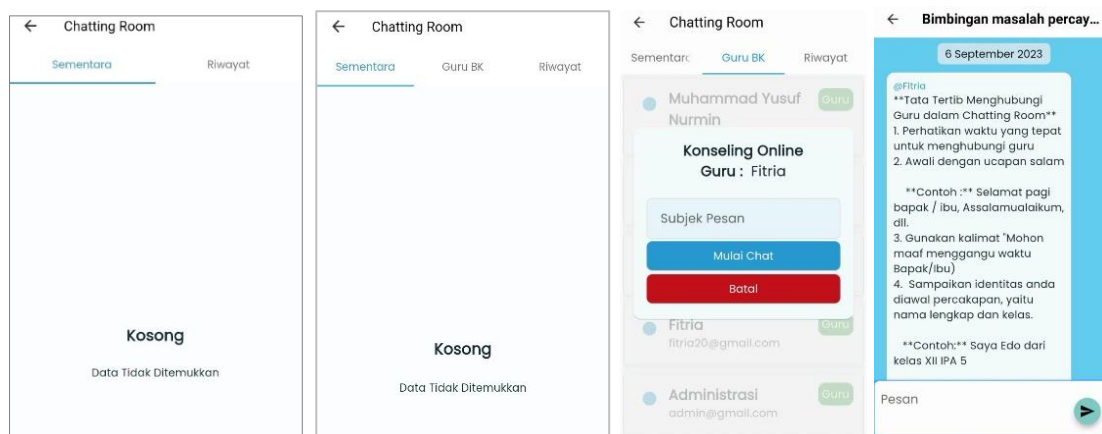 Chatting Room
Sementara Riwayat
Kosong
Data Tidak Ditemukkan
Chatting Room
Sementara Guru BK Riwayat
Kosong
Data Tidak Ditemukkan
Chatting Room
Sementarc Guru BK Riwayat
Muhammad Yusuf Guru
Nurmin
Konseling Online
Guru : Fitria
Subjek Pesan
Mulai Chat
Batal
Fitria Guru
fitria20@gmail.com
Administrasi Guru
admin@gmail.com
Bimbingan masalah percay...
6 September 2023
@Fitria
**Tata Tertib Menghubungi
Guru dalam Chatting Room**
1. Perhatikan waktu yang tepat
untuk menghubungi guru
2. Awali dengan ucapan salam
**Contoh :** Selamat pagi
bapak / ibu, Assalamualaikum,
dll.
3. Gunakan kalimat "Mohon
maaf menggangu waktu
Bapak/Ibu)
4. Sampaikan identitas anda
diawal percakapan, yaitu
nama lengkap dan kelas.
**Contoh:** Saya Edo dari
kelas XII IPA 5
Pesan